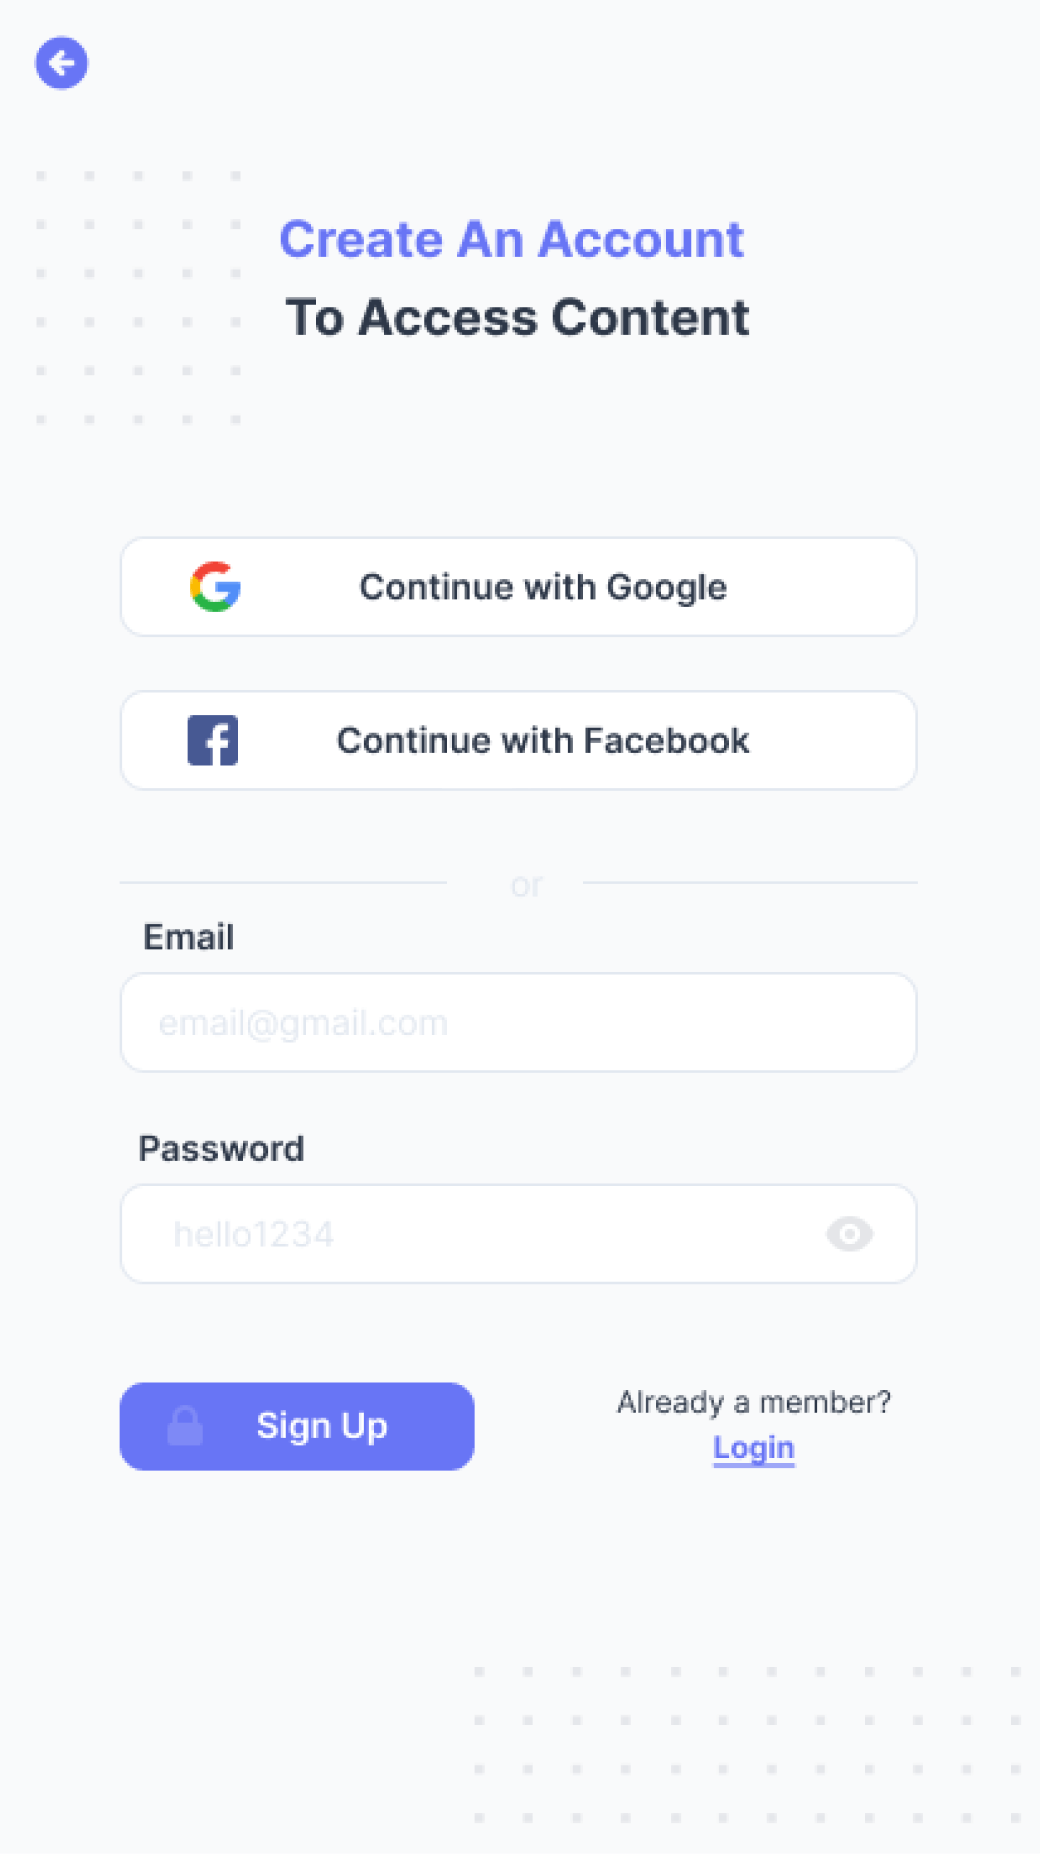 Create An Account
To Access Content
Continue with Google
Continue with Facebook
or
Email
email@gmail.com
Password
hello1234
Sign Up
Already a member?
Login